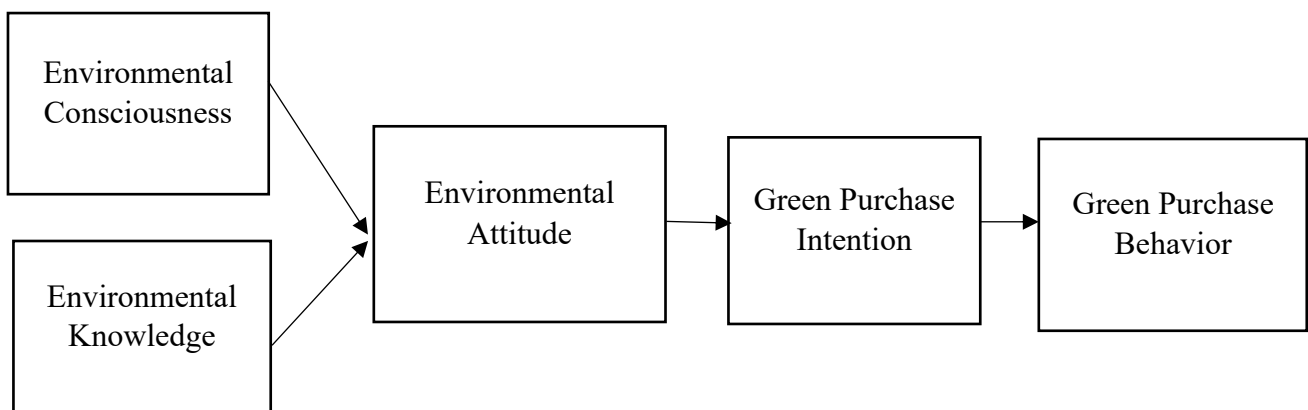 Environmental
Consciousness
Environmental
Knowledge
Environmental
Attitude
Green Purchase
Intention
Green Purchase
Behavior